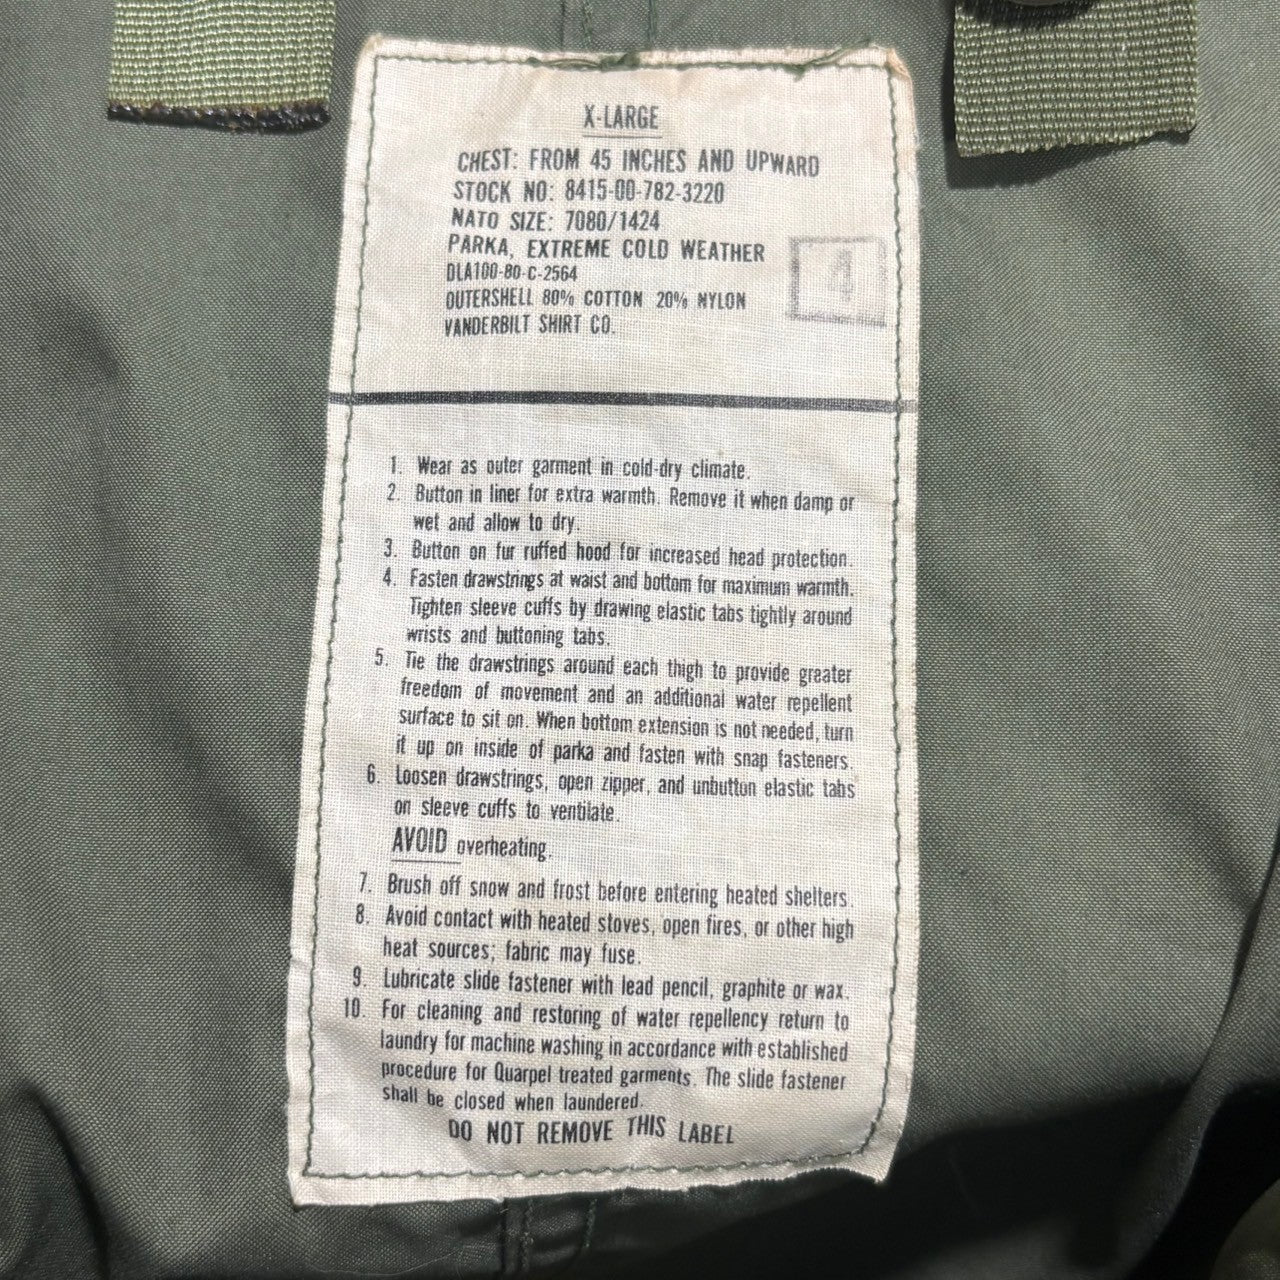 X-LARGE
CHEST: FROM 45 INCHES AND UPWARD
STOCK NO: 8415-00-782-3220
NATO SIZE: 7080/1424
PARKA, EXTREME COLD WEATHER
DLA100-80-C-2564
OUTERSHELL 80% COTTON 20% NYLON
VANDERBILT SHIRT CO.
4
1. Wear as outer garment in cold-dry climate.
2. Button in liner for extra warmth. Remove it when damp or
wet and allow to dry.
3. Button on fur ruffed hood for increased head protection.
4. Fasten drawstrings at waist and bottom for maximum warmth.
Tighten sleeve cuffs by drawing elastic tabs tightly around
wrists and buttoning tabs.
5. Tie the drawstrings around each thigh to provide greater
freedom of movement and an additional water repellent
surface to sit on. When bottom extension is not needed, turn
it up on inside of parka and fasten with snap fasteners.
6. Loosen drawstrings, open zipper, and unbutton elastic tabs
on sleeve cuffs to ventilate.
AVOID overheating.
7. Brush off snow and frost before entering heated shelters.
8. Avoid contact with heated stoves, open fires, or other high
heat sources; fabric may fuse.
9. Lubricate slide fastener with lead pencil, graphite or wax.
10. For cleaning and restoring of water repellency return to
laundry for machine washing in accordance with established
procedure for Quarpel treated garments. The slide fastener
shall be closed when laundered.
DO NOT REMOVE THIS LABEL